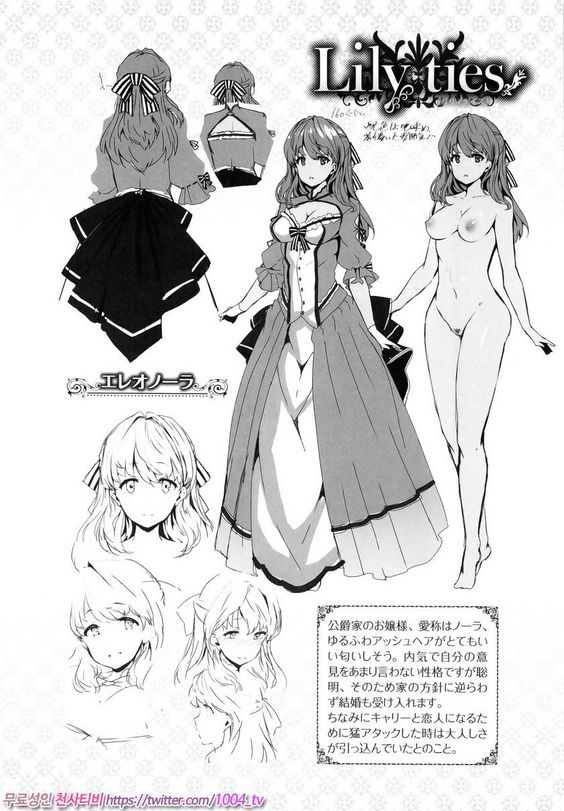 Lily ties
160ぐらい
エレオノーラ
公爵家のお嬢様、愛称はノーラ、
ゆるふわアッシュヘアがとてもい
い匂いしそう。内気で自分の意
見をあまり言わない性格ですが聡
明、そのため家の方針に逆らわ
ず結婚も受け入れます。
ちなみにキャリーと恋人になるため
に猛アタックした時は大人しさ
が引っ込んでいたとのこと。
무료성인 천사티비 https://twitter.com/1004_tv